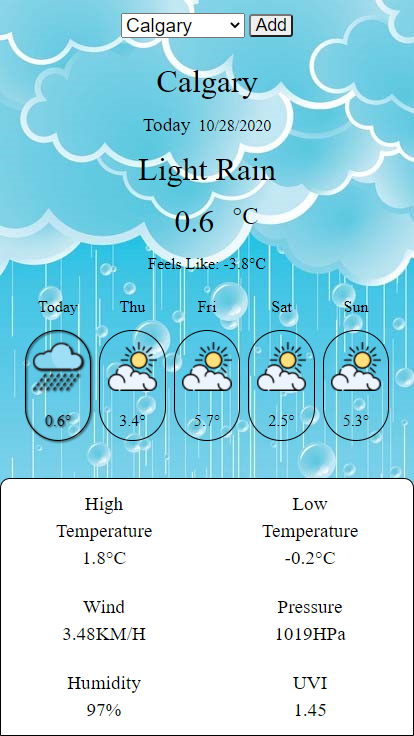 Calgary Add
Calgary
Today 10/28/2020
Light Rain
0.6 °C
Feels Like: -3.8°C
Today Thu Fri Sat Sun
0.6° 3.4° 5.7° 2.5° 5.3°
High Low
Temperature Temperature
1.8°C -0.2°C
Wind Pressure
3.48KM/H 1019HPa
Humidity UVI
97% 1.45